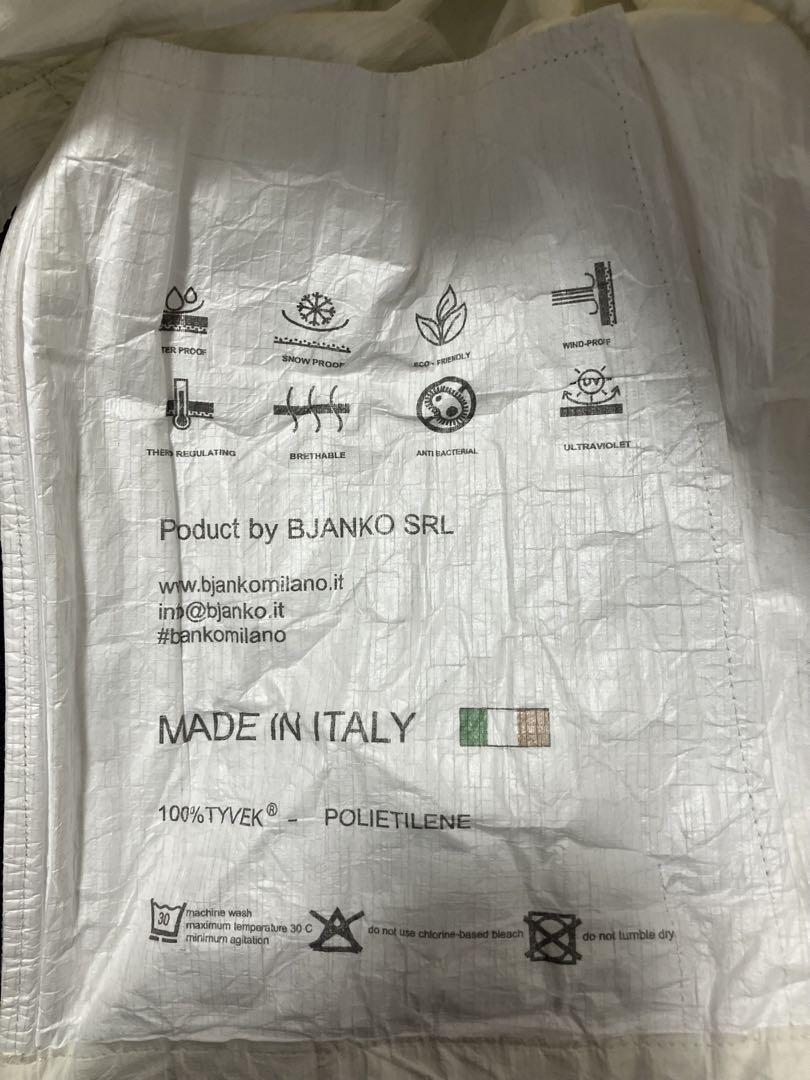 TER PROOF
SNOW PROOF
ECO - FRIENDLY
WIND-PROFF
REGULATING
BRETHABLE
ANTI BACTERIAL
UV
ULTRAVIOLET
Poduct by BJANKO SRL
www.bjankomilano.it
@bjanko.it
#bankomilano
MADE IN ITALY
100%TYVEK® - POLIETILENE
30
machine wash
maximum temperature 30 C
minimum agitation
do not use chlorine-based bleach
do not tumble dry